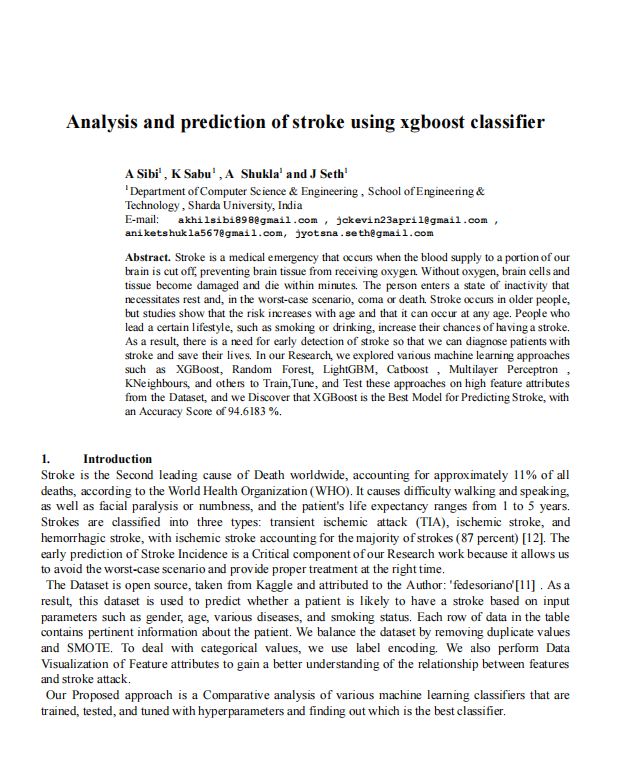 Analysis and prediction of stroke using xgboost classifier
A Sibi1 , K Sabu1 , A Shukla1 and J Seth1
1 Department of Computer Science & Engineering , School of Engineering &
Technology , Sharda University, India
E-mail: akhilsibi898@gmail.com , jckevin23april@gmail.com ,
aniketshukla567@gmail.com, jyotsna.seth@gmail.com
Abstract. Stroke is a medical emergency that occurs when the blood supply to a portion of our
brain is cut off, preventing brain tissue from receiving oxygen. Without oxygen, brain cells and
tissue become damaged and die within minutes. The person enters a state of inactivity that
necessitates rest and, in the worst-case scenario, coma or death. Stroke occurs in older people,
but studies show that the risk increases with age and that it can occur at any age. People who
lead a certain lifestyle, such as smoking or drinking, increase their chances of having a stroke.
As a result, there is a need for early detection of stroke so that we can diagnose patients with
stroke and save their lives. In our Research, we explored various machine learning approaches
such as XGBoost, Random Forest, LightGBM, Catboost , Multilayer Perceptron ,
KNeighbours, and others to Train,Tune, and Test these approaches on high feature attributes
from the Dataset, and we Discover that XGBoost is the Best Model for Predicting Stroke, with
an Accuracy Score of 94.6183 %.
1. Introduction
Stroke is the Second leading cause of Death worldwide, accounting for approximately 11% of all
deaths, according to the World Health Organization (WHO). It causes difficulty walking and speaking,
as well as facial paralysis or numbness, and the patient's life expectancy ranges from 1 to 5 years.
Strokes are classified into three types: transient ischemic attack (TIA), ischemic stroke, and
hemorrhagic stroke, with ischemic stroke accounting for the majority of strokes (87 percent) [12]. The
early prediction of Stroke Incidence is a Critical component of our Research work because it allows us
to avoid the worst-case scenario and provide proper treatment at the right time.
The Dataset is open source, taken from Kaggle and attributed to the Author: 'fedesoriano'[11] . As a
result, this dataset is used to predict whether a patient is likely to have a stroke based on input
parameters such as gender, age, various diseases, and smoking status. Each row of data in the table
contains pertinent information about the patient. We balance the dataset by removing duplicate values
and SMOTE. To deal with categorical values, we use label encoding. We also perform Data
Visualization of Feature attributes to gain a better understanding of the relationship between features
and stroke attack.
Our Proposed approach is a Comparative analysis of various machine learning classifiers that are
trained, tested, and tuned with hyperparameters and finding out which is the best classifier.